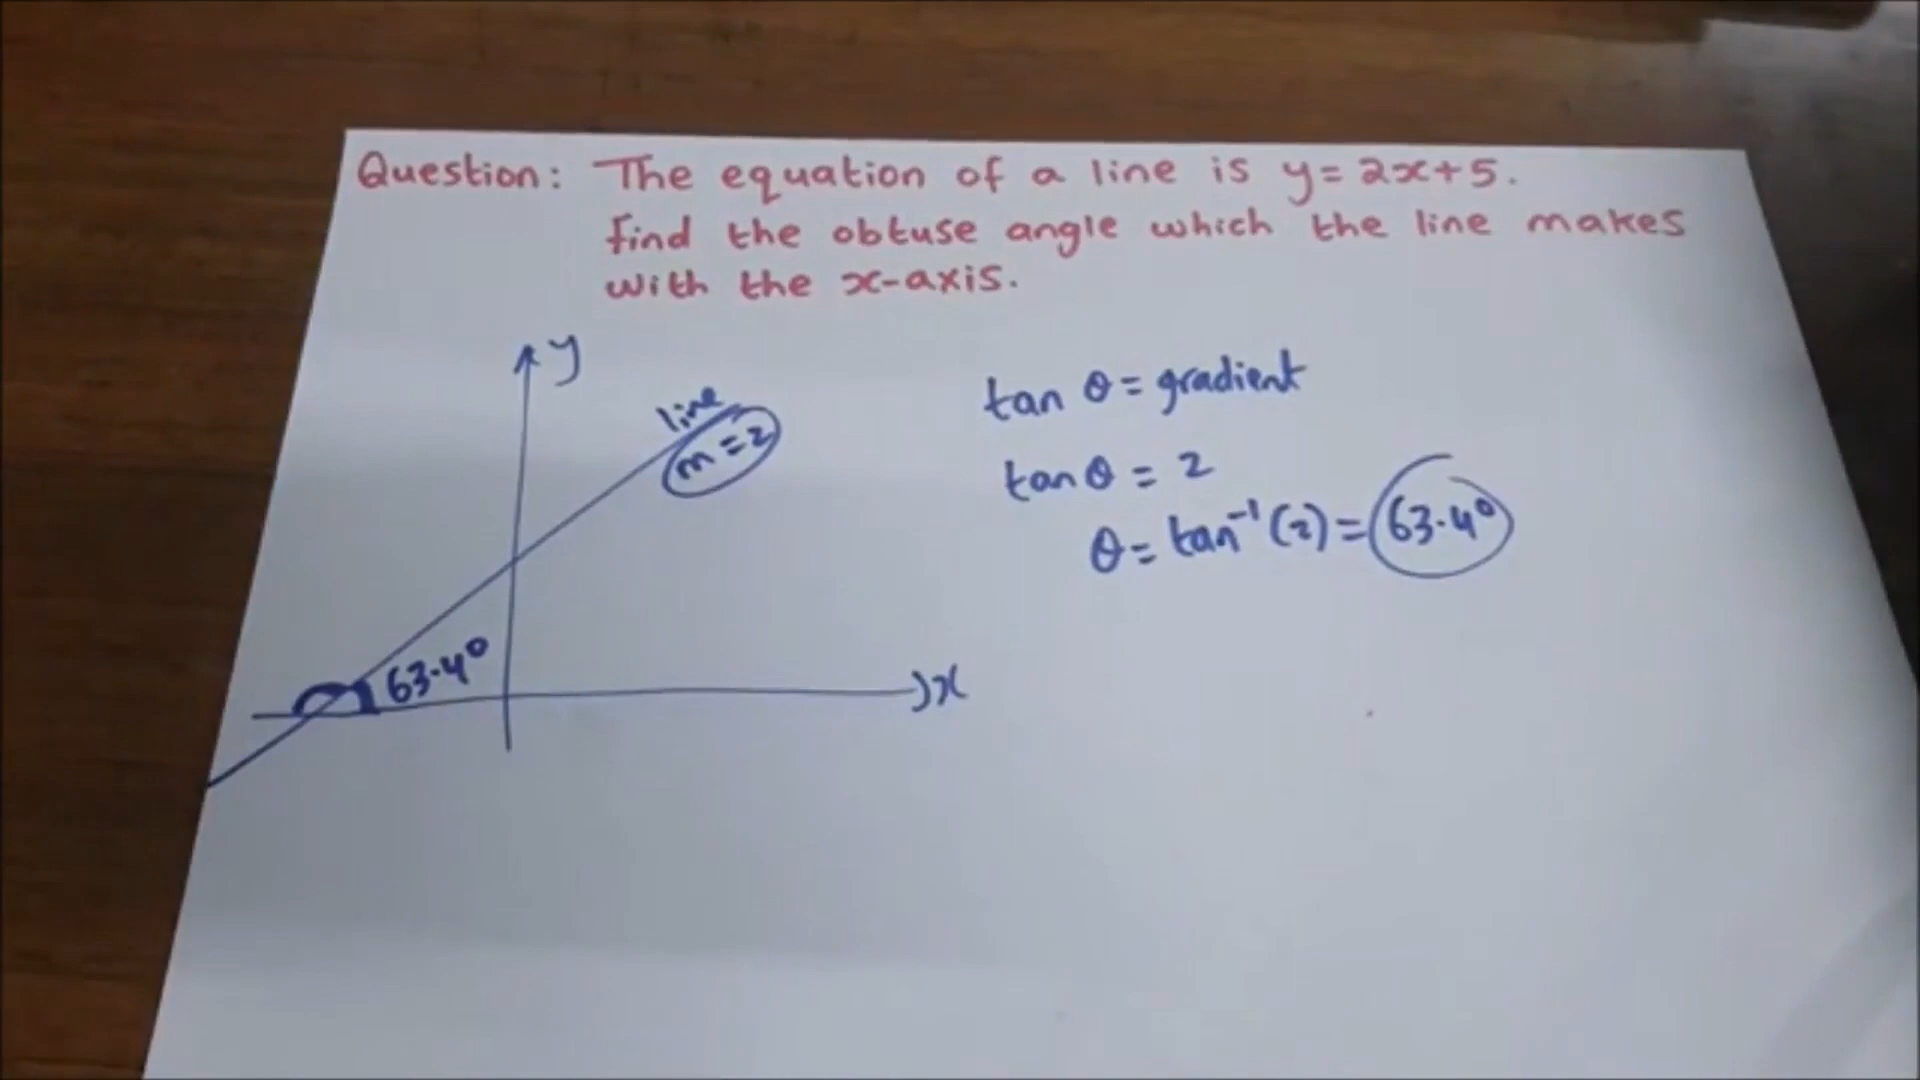 Question: The equation of a line is y=2x+5.
find the obtuse angle which the line makes
with the x-axis.
y
line
m=2
63.4°
x
tan θ = gradient
tan θ = 2
θ = tan⁻¹(2) = 63.4°